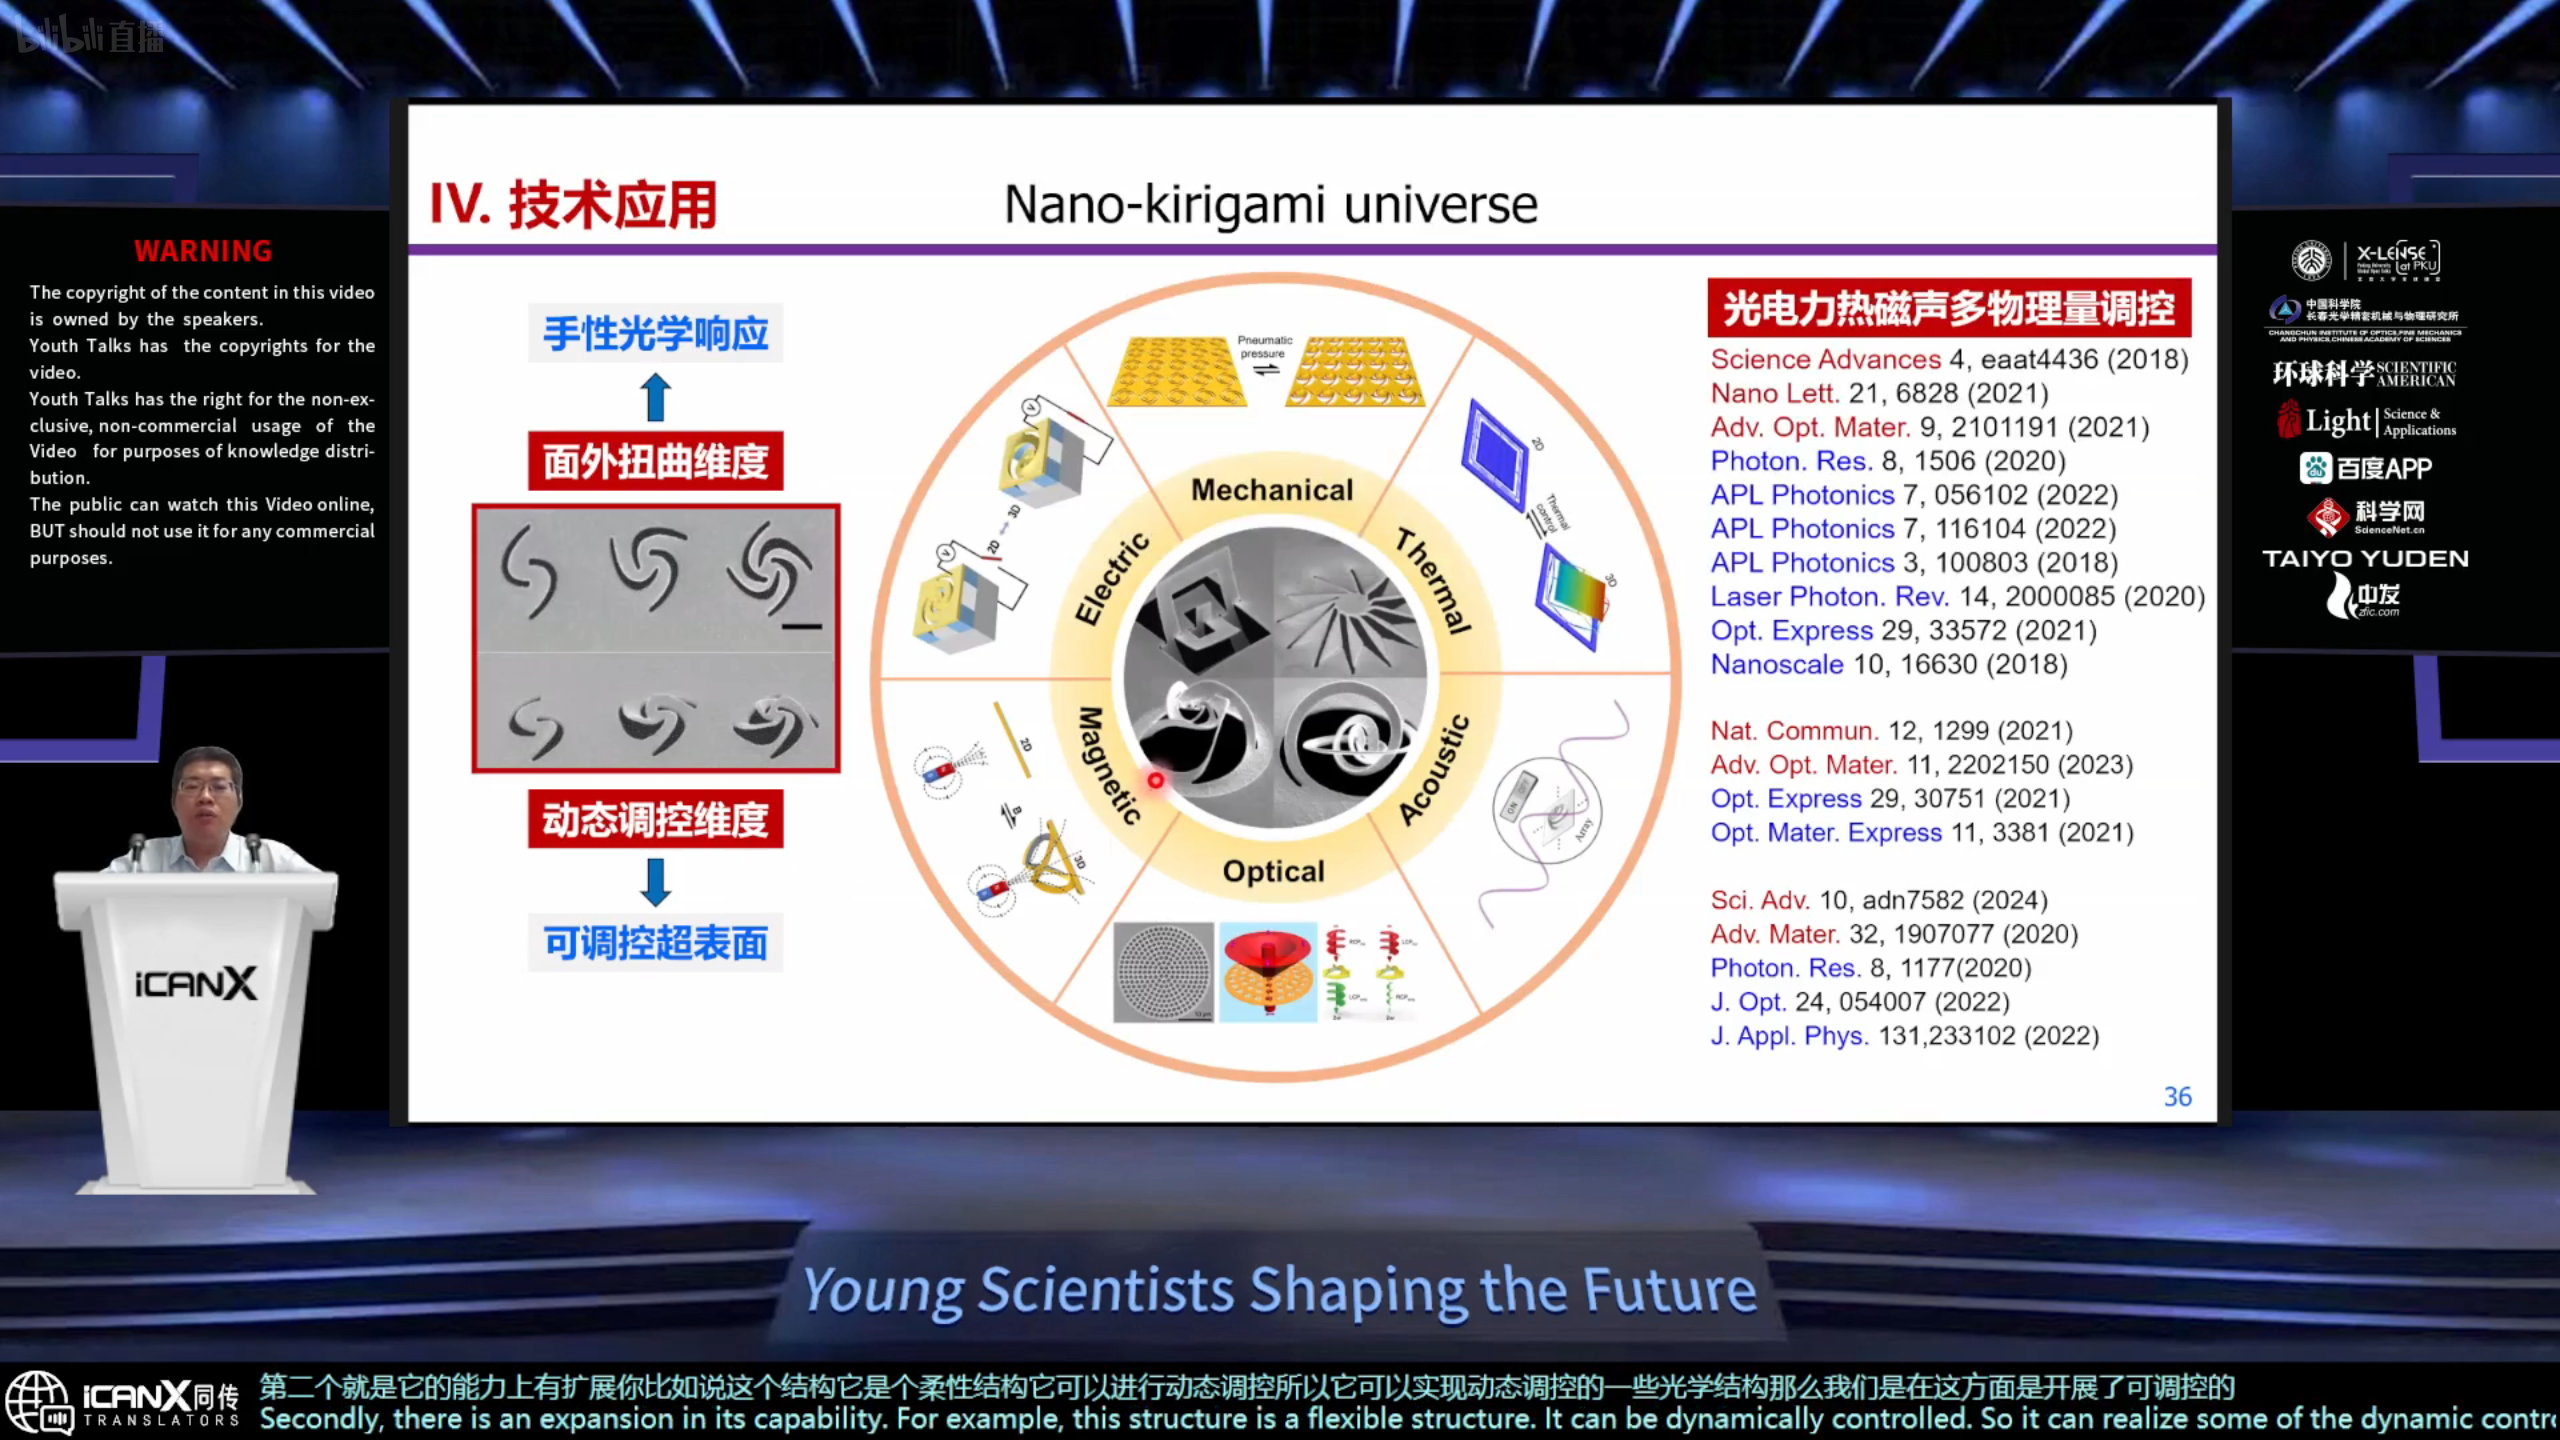 bilibili直播
IV. 技术应用
Nano-kirigami universe
WARNING
The copyright of the content in this video
is owned by the speakers.
Youth Talks has the copyrights for the
video.
Youth Talks has the right for the non-ex-
clusive, non-commercial usage of the
Video for purposes of knowledge distri-
bution.
The public can watch this Video online,
BUT should not use it for any commercial
purposes.
手性光学响应
面外扭曲维度
动态调控维度
可调控超表面
Pneumatic
pressure
Mechanical
Thermal
Acoustic
Optical
Magnetic
Electric
V
3D
2D
V
2D
Thermal
control
3D
ON OFF
Array
2D
B
3D
光电力热磁声多物理量调控
Science Advances 4, eaat4436 (2018)
Nano Lett. 21, 6828 (2021)
Adv. Opt. Mater. 9, 2101191 (2021)
Photon. Res. 8, 1506 (2020)
APL Photonics 7, 056102 (2022)
APL Photonics 7, 116104 (2022)
APL Photonics 3, 100803 (2018)
Laser Photon. Rev. 14, 2000085 (2020)
Opt. Express 29, 33572 (2021)
Nanoscale 10, 16630 (2018)
Nat. Commun. 12, 1299 (2021)
Adv. Opt. Mater. 11, 2202150 (2023)
Opt. Express 29, 30751 (2021)
Opt. Mater. Express 11, 3381 (2021)
Sci. Adv. 10, adn7582 (2024)
Adv. Mater. 32, 1907077 (2020)
Photon. Res. 8, 1177(2020)
J. Opt. 24, 054007 (2022)
J. Appl. Phys. 131,233102 (2022)
36
X-LENSE at PKU
中国科学院
长春光学精密机械与物理研究所
CHANGCHUN INSTITUTE OF OPTICS,FINE MECHANICS
AND PHYSICS,CHINESE ACADEMY OF SCIENCES
环球科学 SCIENTIFIC AMERICAN
Light Science & Applications
du 百度APP
科学网
ScienceNet.cn
TAIYO YUDEN
中发
zfic.com
iCANX
Young Scientists Shaping the Future
iCANX同传
TRANSLATORS
第二个就是它的能力上有扩展你比如说这个结构它是个柔性结构它可以进行动态调控所以它可以实现动态调控的一些光学结构那么我们是在这方面是开展了可调控的
Secondly, there is an expansion in its capability. For example, this structure is a flexible structure. It can be dynamically controlled. So it can realize some of the dynamic contr